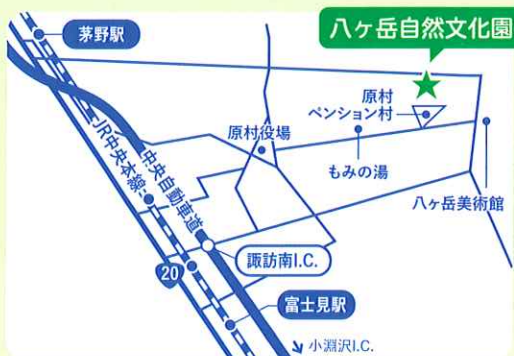 茅野駅
八ヶ岳自然文化園
原村
ペンション村
原村役場
もみの湯
八ヶ岳美術館
JR中央本線
中央自動車道
諏訪南I.C.
20
富士見駅
小淵沢I.C.